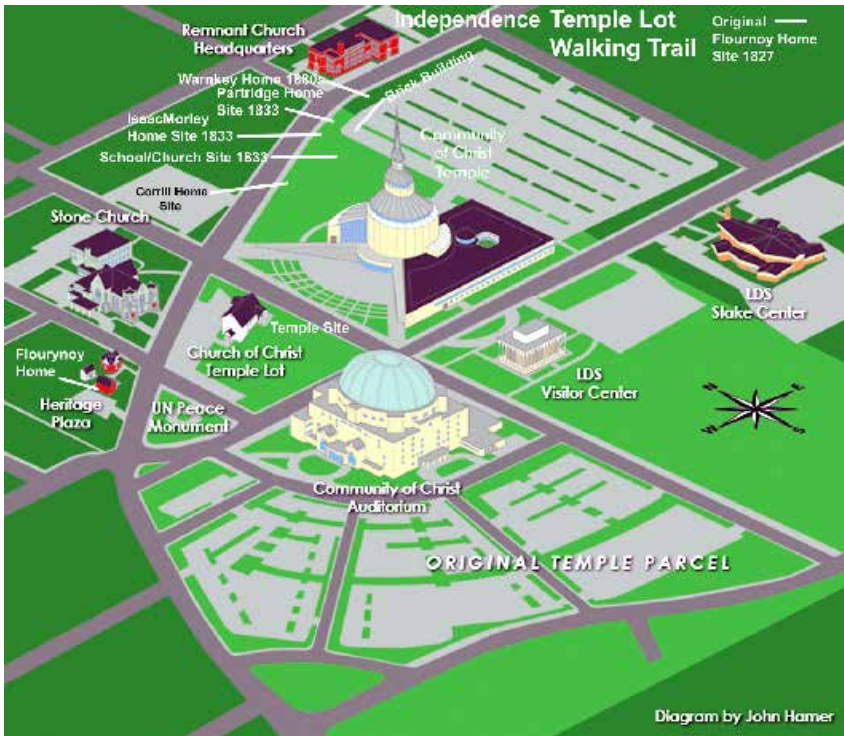 Independence Temple Lot
Walking Trail
Original
Flournoy Home
Site 1827
Remnant Church
Headquarters
Warnkey Home 1880s
Brick Building
Partridge Home
Site 1833
IsaacMorley
Home Site 1833
School/Church Site 1833
Corrill Home
Site
Community
of Christ
Temple
Stone Church
LDS
Stake Center
Temple Site
Church of Christ
Temple Lot
Flourynoy
Home
Heritage
Plaza
UN Peace
Monument
LDS
Visitor Center
N
E
W
S
Community of Christ
Auditorium
ORIGINAL TEMPLE PARCEL
Diagram by John Hamer